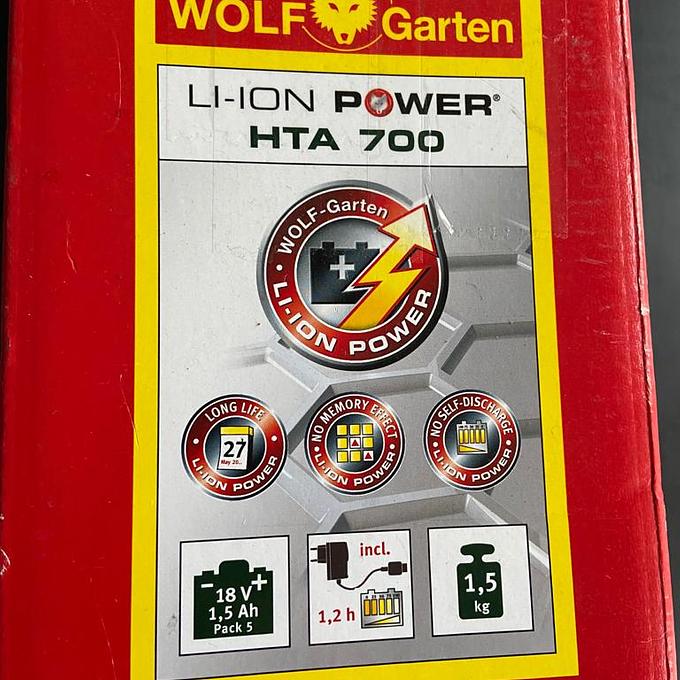 WOLF Garten
LI-ION POWER®
HTA 700
WOLF-Garten
LI-ION POWER
LONG LIFE
27
May 20..
LI-ION POWER
NO MEMORY EFFECT
LI-ION POWER
NO SELF-DISCHARGE
LI-ION POWER
18 V
1,5 Ah
Pack 5
incl.
1,2 h
1,5
kg